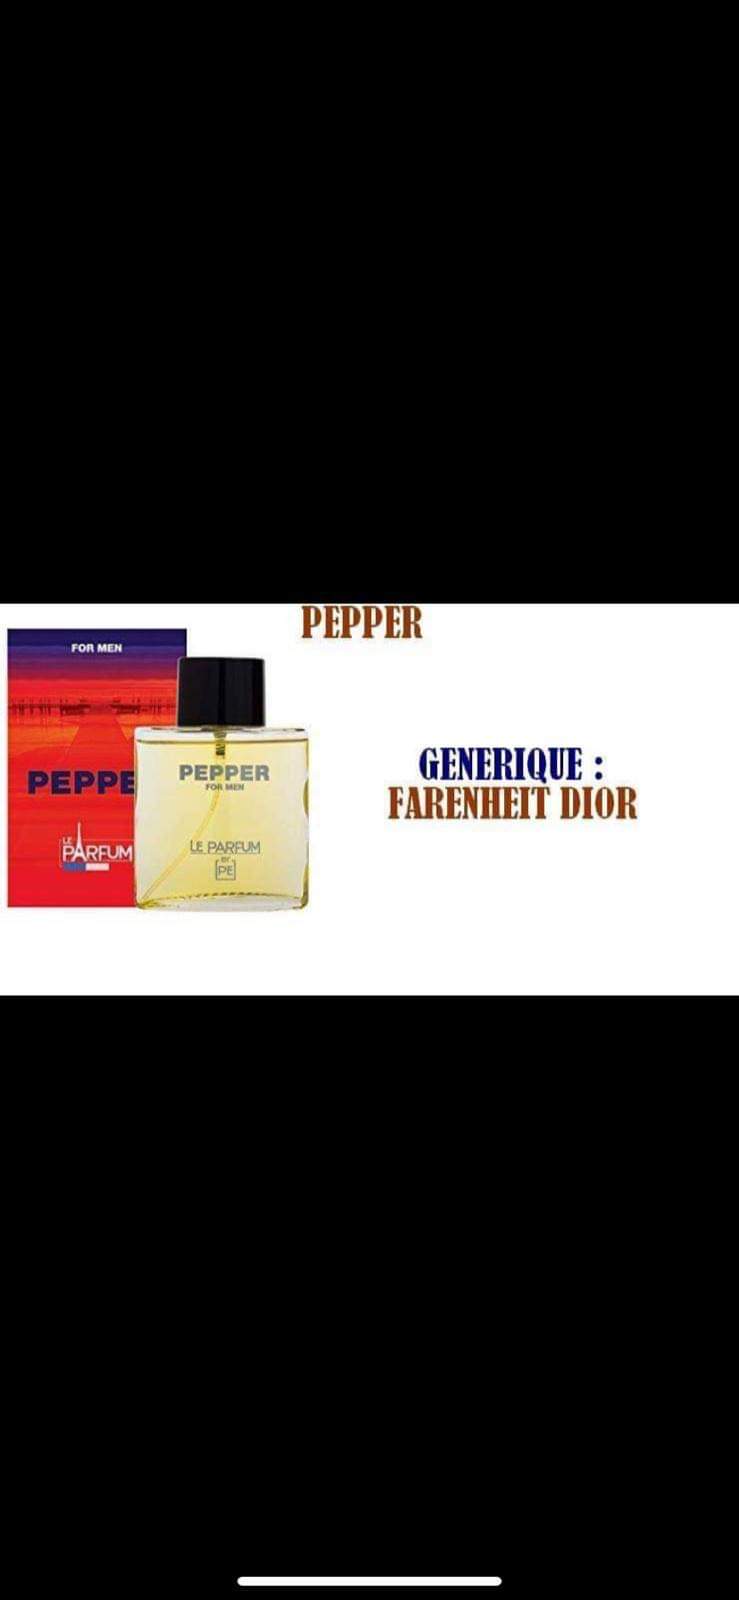 PEPPER
FOR MEN
PEPPE
LE
PARFUM
PEPPER
FOR MEN
LE PARFUM
BY
PE
GENERIQUE :
FARENHEIT DIOR